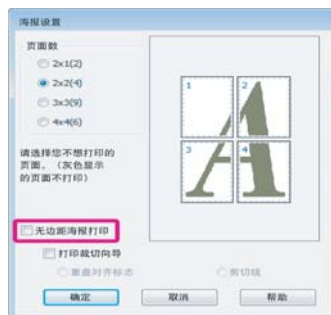 海报设置
页面数
2x1(2)
2x2(4)
3x3(9)
4x4(6)
1
2
3
4
请选择您不想打印的
页面。(灰色显示
的页面不打印)
无边距海报打印
打印裁切向导
重叠对齐标志
剪切线
确定
取消
帮助